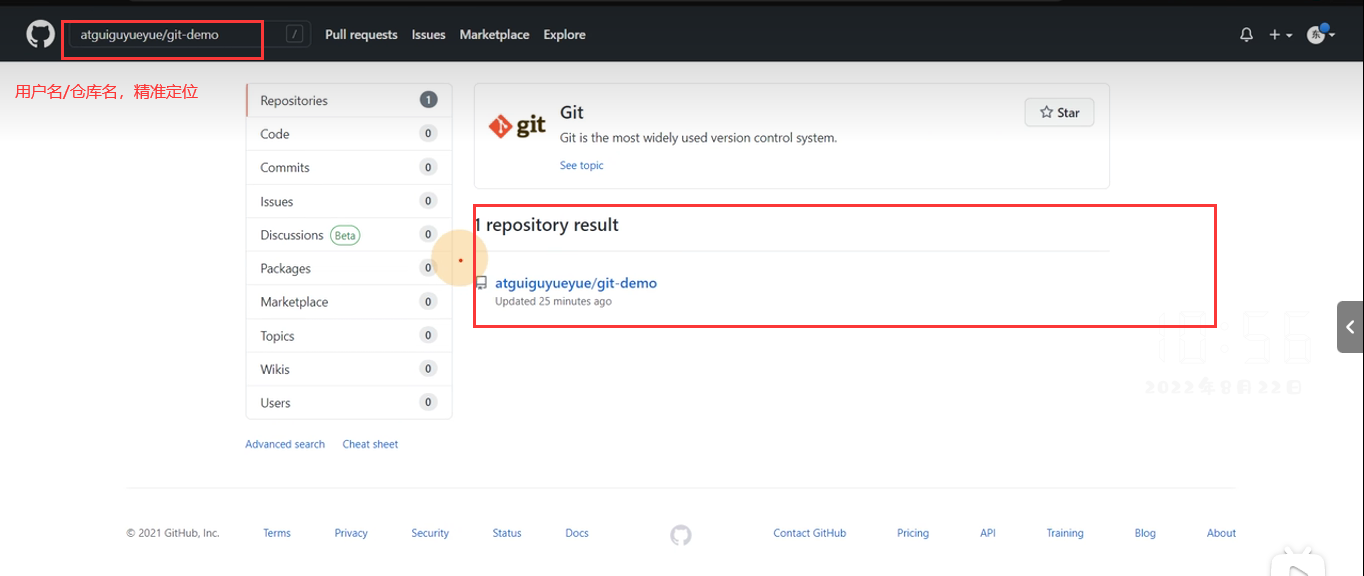 atguiguyueyue/git-demo
/
Pull requests
Issues
Marketplace
Explore
东
用户名/仓库名，精准定位
Repositories 1
Code 0
Commits 0
Issues 0
Discussions Beta 0
Packages 0
Marketplace 0
Topics 0
Wikis 0
Users 0
Advanced search
Cheat sheet
git
Git
Git is the most widely used version control system.
See topic
Star
1 repository result
atguiguyueyue/git-demo
Updated 25 minutes ago
10:56
2022年8月22日
© 2021 GitHub, Inc.
Terms
Privacy
Security
Status
Docs
Contact GitHub
Pricing
API
Training
Blog
About